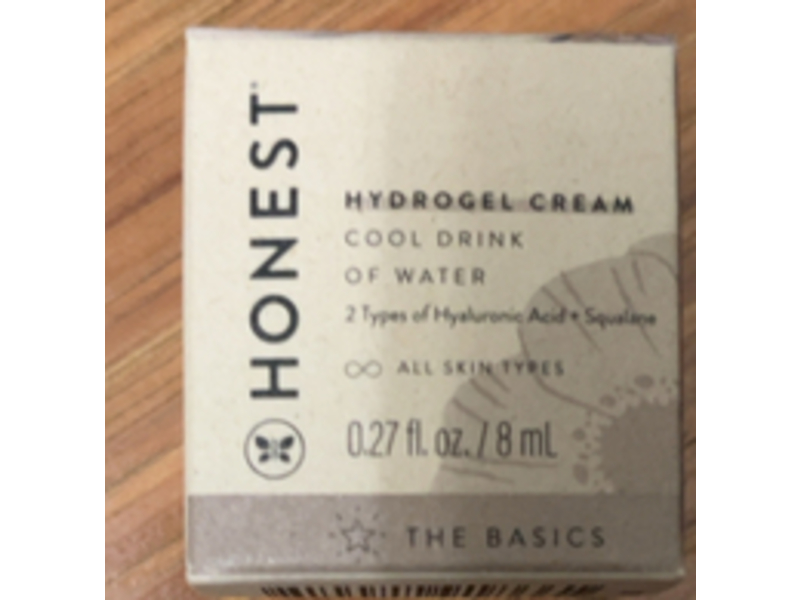 HONEST
HYDROGEL CREAM
COOL DRINK
OF WATER
2 Types of Hyaluronic Acid + Squalane
ALL SKIN TYPES
0.27 fl. oz. / 8 mL
THE BASICS